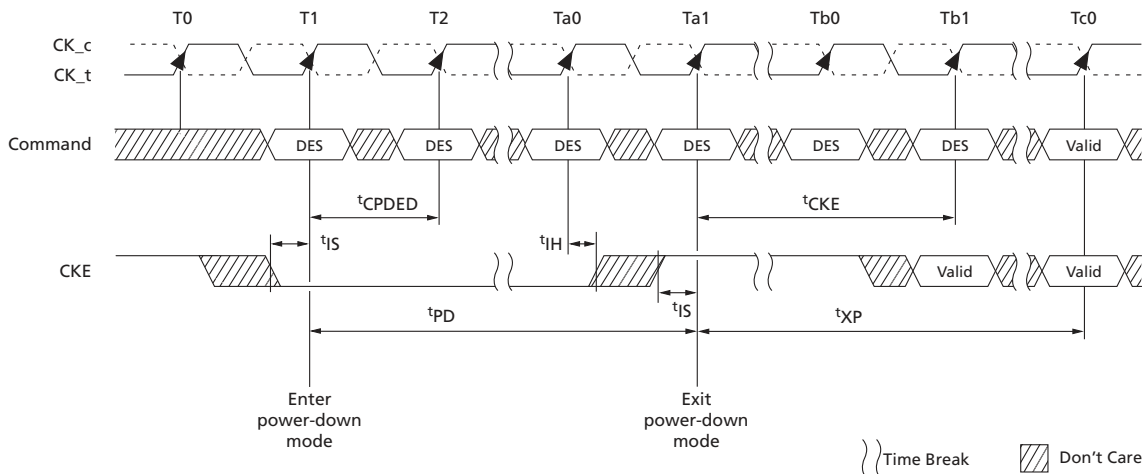 T0 T1 T2 Ta0 Ta1 Tb0 Tb1 Tc0
CK_c
CK_t
Command DES DES DES DES DES DES Valid
tCPDED tCKE
tIS tIH
CKE Valid Valid
tIS
tPD tXP
Enter
power-down
mode
Exit
power-down
mode
Time Break Don't Care